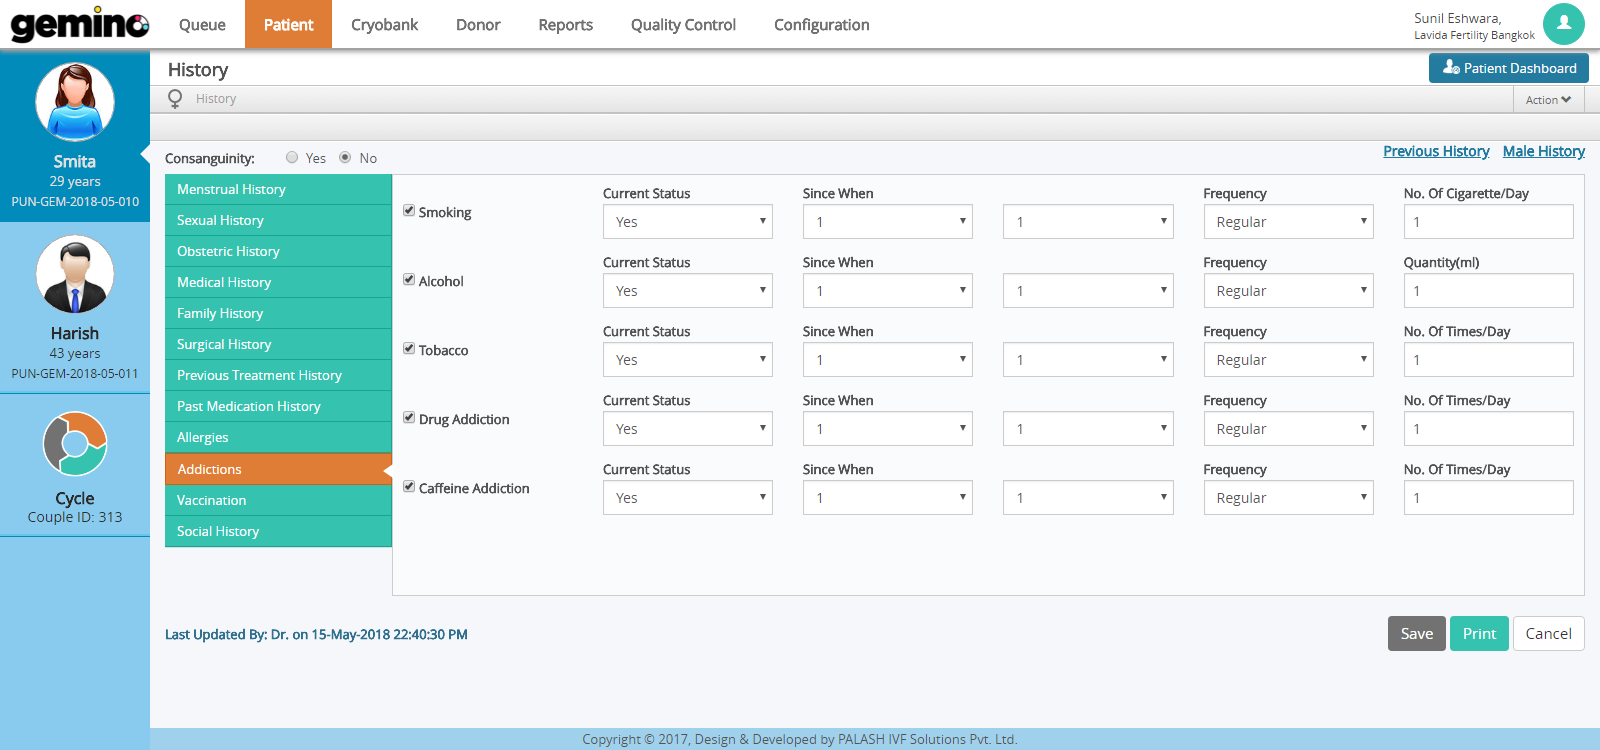 gemino
Queue Patient Cryobank Donor Reports Quality Control Configuration
Sunil Eshwara,
Lavida Fertility Bangkok
Smita
29 years
PUN-GEM-2018-05-010
Harish
43 years
PUN-GEM-2018-05-011
Cycle
Couple ID: 313
History
Patient Dashboard
History
Action
Consanguinity: Yes No
Previous History Male History
Menstrual History
Sexual History
Obstetric History
Medical History
Family History
Surgical History
Previous Treatment History
Past Medication History
Allergies
Addictions
Vaccination
Social History
Current Status Since When Frequency No. Of Cigarette/Day
Smoking Yes 1 1 Regular 1
Current Status Since When Frequency Quantity(ml)
Alcohol Yes 1 1 Regular 1
Current Status Since When Frequency No. Of Times/Day
Tobacco Yes 1 1 Regular 1
Current Status Since When Frequency No. Of Times/Day
Drug Addiction Yes 1 1 Regular 1
Current Status Since When Frequency No. Of Times/Day
Caffeine Addiction Yes 1 1 Regular 1
Last Updated By: Dr. on 15-May-2018 22:40:30 PM
Save Print Cancel
Copyright © 2017, Design & Developed by PALASH IVF Solutions Pvt. Ltd.